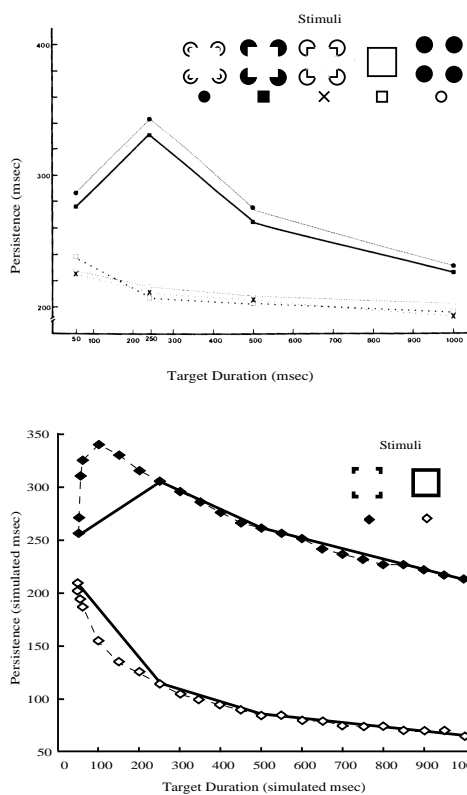 Stimuli
400
300
200
Persistence (msec)
50 100 200 250 300 400 500 600 700 800 900 1000
Target Duration (msec)
Stimuli
350
300
250
200
150
100
50
Persistence (simulated msec)
0 100 200 300 400 500 600 700 800 900 100
Target Duration (simulated msec)